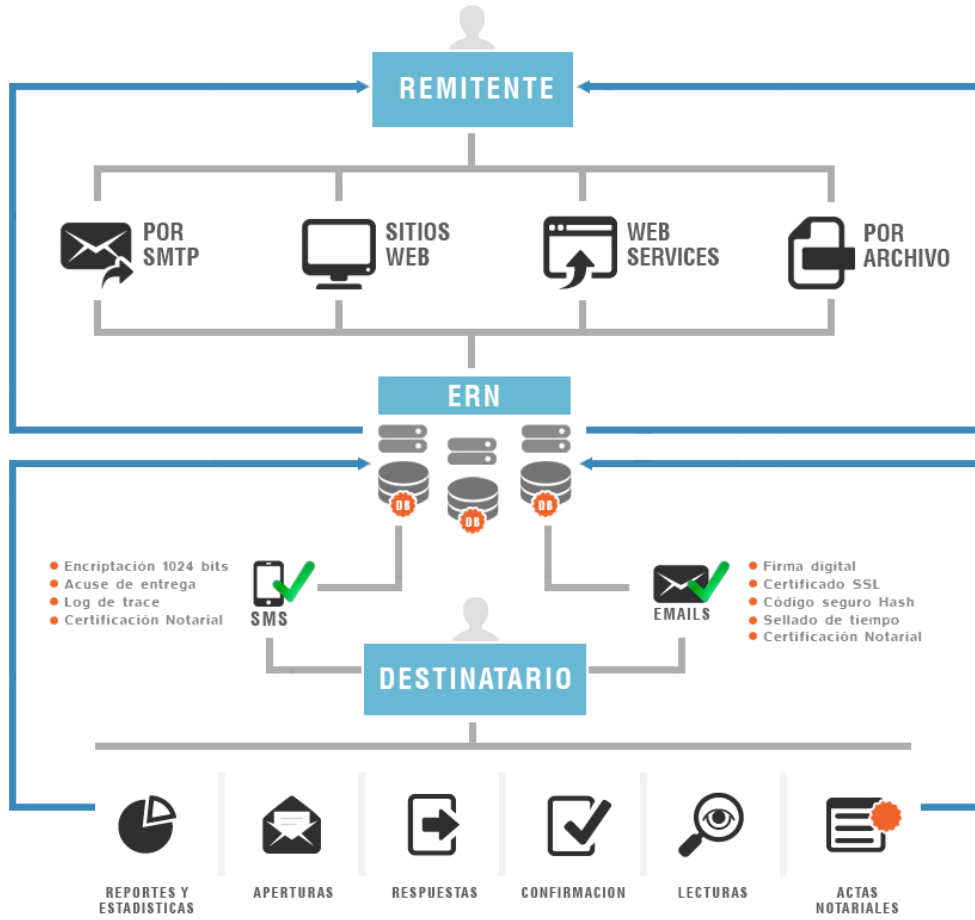 REMITENTE
POR
SMTP
SITIOS
WEB
WEB
SERVICES
POR
ARCHIVO
ERN
DB
DB
DB
Encriptación 1024 bits
Acuse de entrega
Log de trace
Certificación Notarial
SMS
EMAILS
Firma digital
Certificado SSL
Código seguro Hash
Sellado de tiempo
Certificación Notarial
DESTINATARIO
REPORTES Y
ESTADISTICAS
APERTURAS
RESPUESTAS
CONFIRMACION
LECTURAS
ACTAS
NOTARIALES